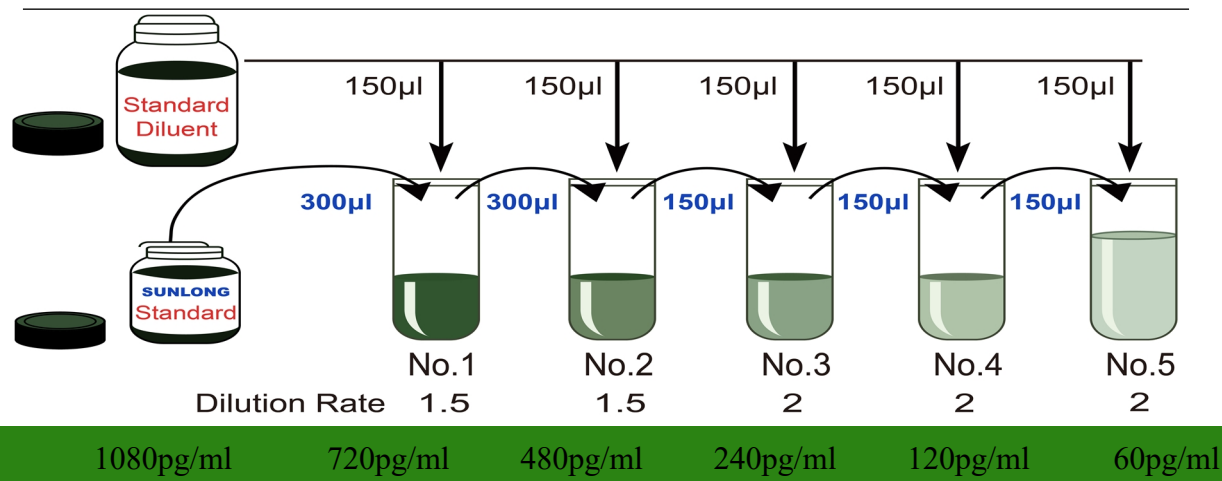 150µl 150µl 150µl 150µl 150µl
Standard
Diluent
300µl 300µl 150µl 150µl 150µl
SUNLONG
Standard
No.1 No.2 No.3 No.4 No.5
Dilution Rate 1.5 1.5 2 2 2
1080pg/ml 720pg/ml 480pg/ml 240pg/ml 120pg/ml 60pg/ml